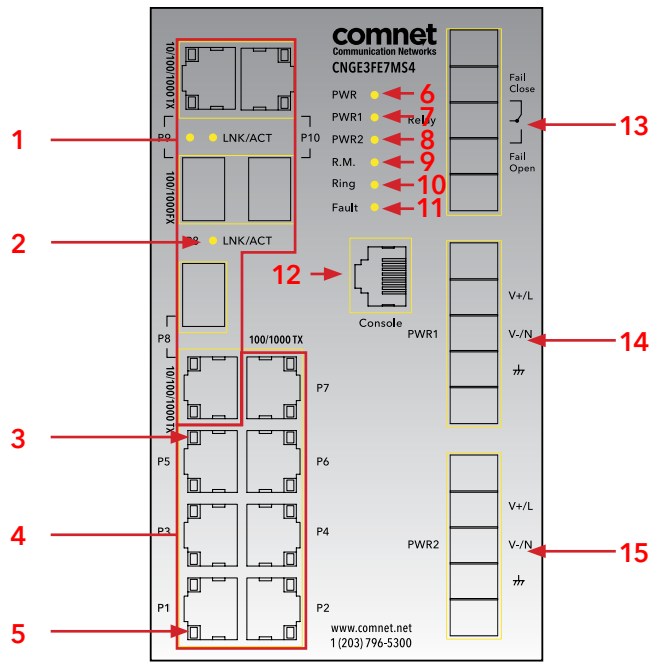 comnet
Communication Networks
CNGE3FE7MS4
10/100/1000 TX
PWR
6
PWR1
7
Relay
PWR2
8
R.M.
9
Ring
10
Fault
11
Fail
Close
13
Fail
Open
1
P9
LNK/ACT
P10
100/1000FX
2
P8
LNK/ACT
12
Console
P8
100/1000 TX
10/100/1000 TX
PWR1
V+/L
V-/N
14
P7
3
P5
P6
4
P3
P4
5
P1
P2
PWR2
V+/L
V-/N
15
www.comnet.net
1 (203) 796-5300